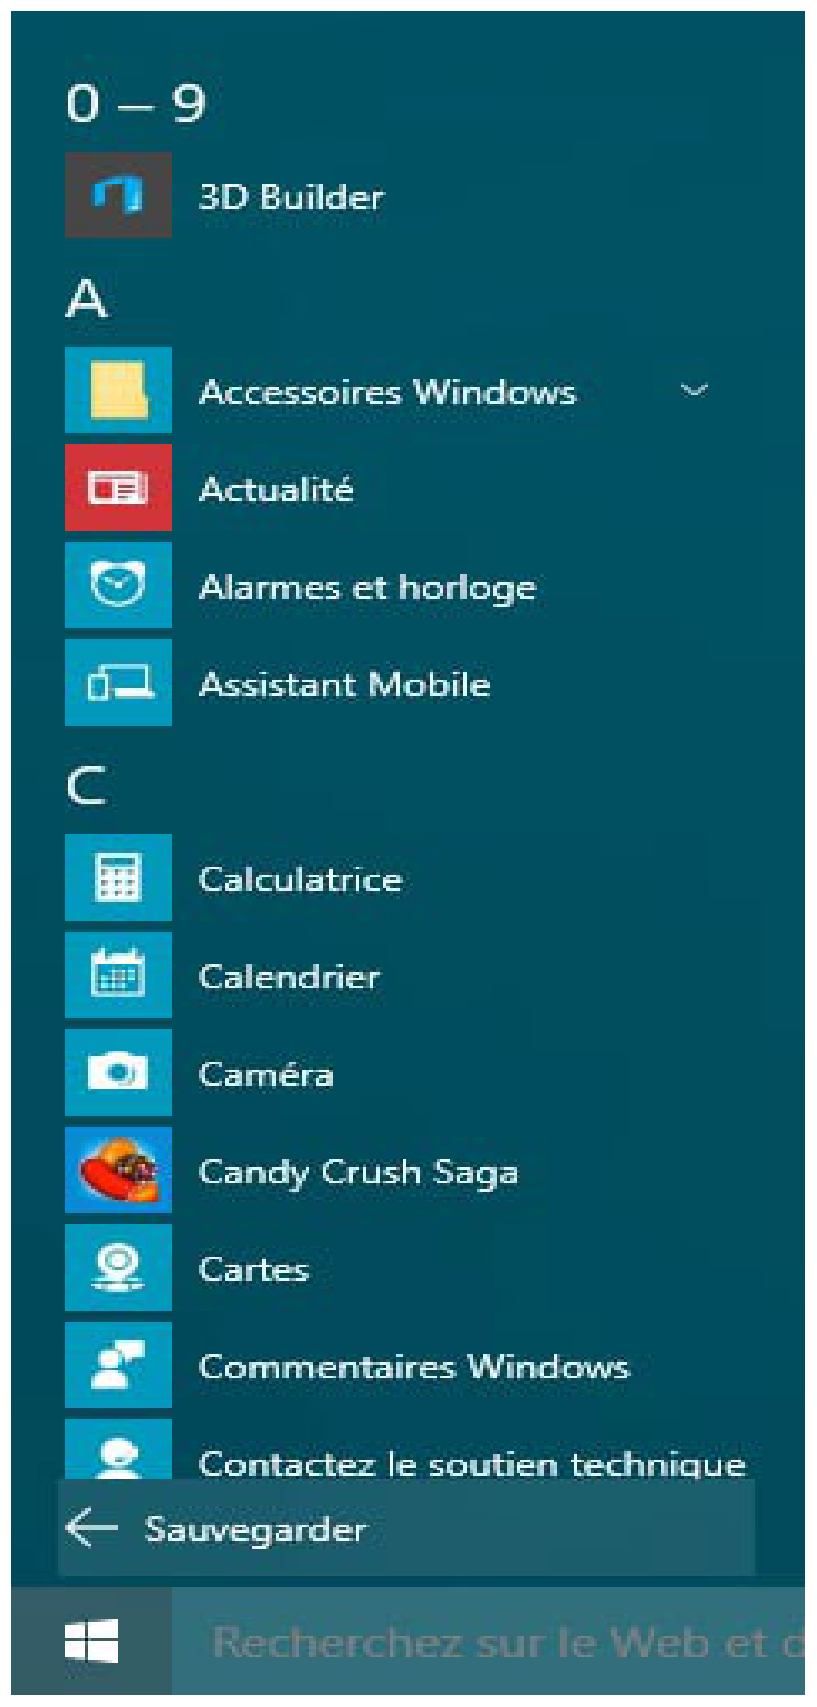 0 – 9
3D Builder
A
Accessoires Windows
Actualité
Alarmes et horloge
Assistant Mobile
C
Calculatrice
Calendrier
Caméra
Candy Crush Saga
Cartes
Commentaires Windows
Contactez le soutien technique
Sauvegarder
Recherchez sur le Web et d